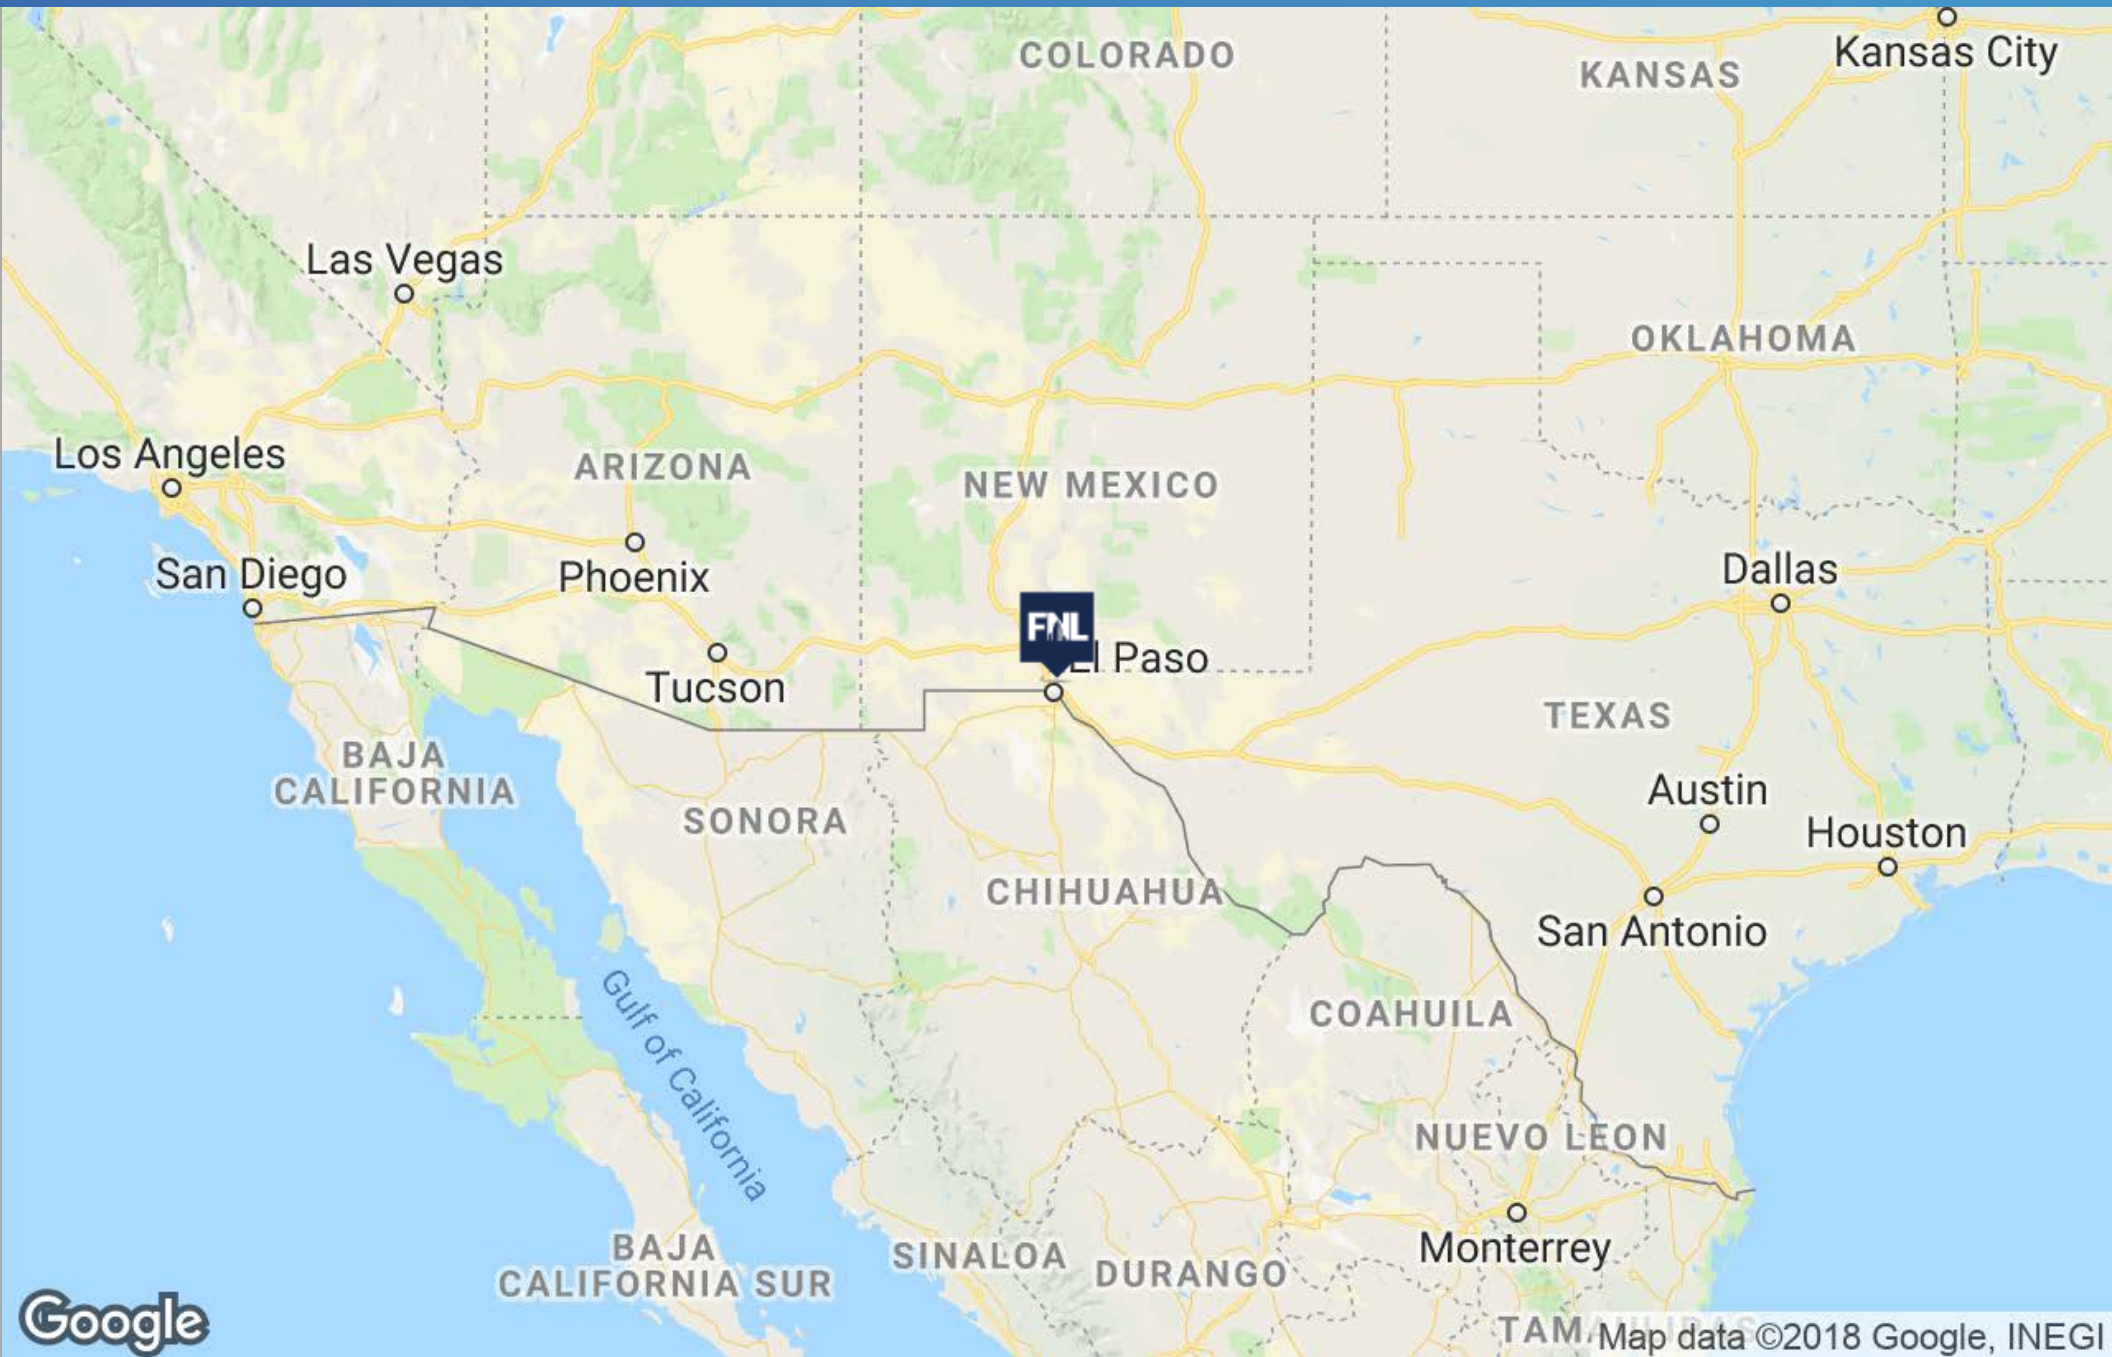 COLORADO
KANSAS
Kansas City
Las Vegas
OKLAHOMA
Los Angeles
ARIZONA
NEW MEXICO
San Diego
Phoenix
Dallas
FNL
El Paso
Tucson
TEXAS
BAJA
CALIFORNIA
SONORA
Austin
Houston
CHIHUAHUA
San Antonio
Gulf of California
COAHUILA
NUEVO LEON
BAJA
CALIFORNIA SUR
SINALOA
DURANGO
Monterrey
Google
TAMAULIPAS
Map data ©2018 Google, INEGI